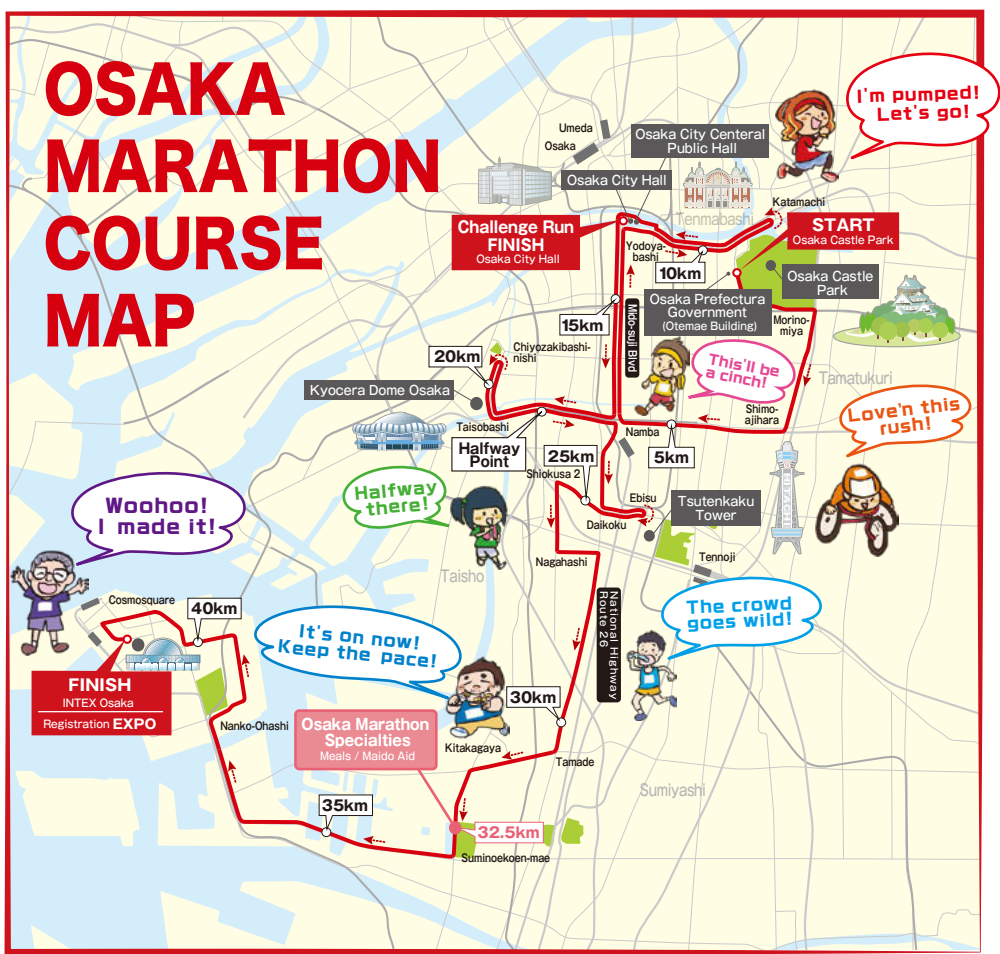 OSAKA
MARATHON
COURSE
MAP
I'm pumped!
Let's go!
Umeda
Osaka
Osaka City Centeral
Public Hall
Osaka City Hall
Katamachi
Tenmabashi
Challenge Run
FINISH
Osaka City Hall
START
Osaka Castle Park
Yodoya-
bashi
10km
Osaka Castle
Park
Osaka Prefectura
Government
(Otemae Building)
Mido-suji Blvd
15km
Morino-
miya
Chiyozakibashi-
nishi
20km
This'll be
a cinch!
Tamatukuri
Kyocera Dome Osaka
Love'n this
rush!
Shimo-
ajihara
Taisobashi
Namba
5km
Halfway
Point
25km
Shiokusa 2
Halfway
there!
Ebisu
Tsutenkaku
Tower
HITACHI
Daikoku
Woohoo!
I made it!
Nagahashi
Tennoji
Taisho
National Highway
Route 26
The crowd
goes wild!
Cosmosquare
40km
It's on now!
Keep the pace!
FINISH
INTEX Osaka
Registration EXPO
30km
Nanko-Ohashi
Osaka Marathon
Specialties
Meals / Maido Aid
Kitakagaya
Tamade
Sumiyoshi
35km
32.5km
Suminoekoen-mae